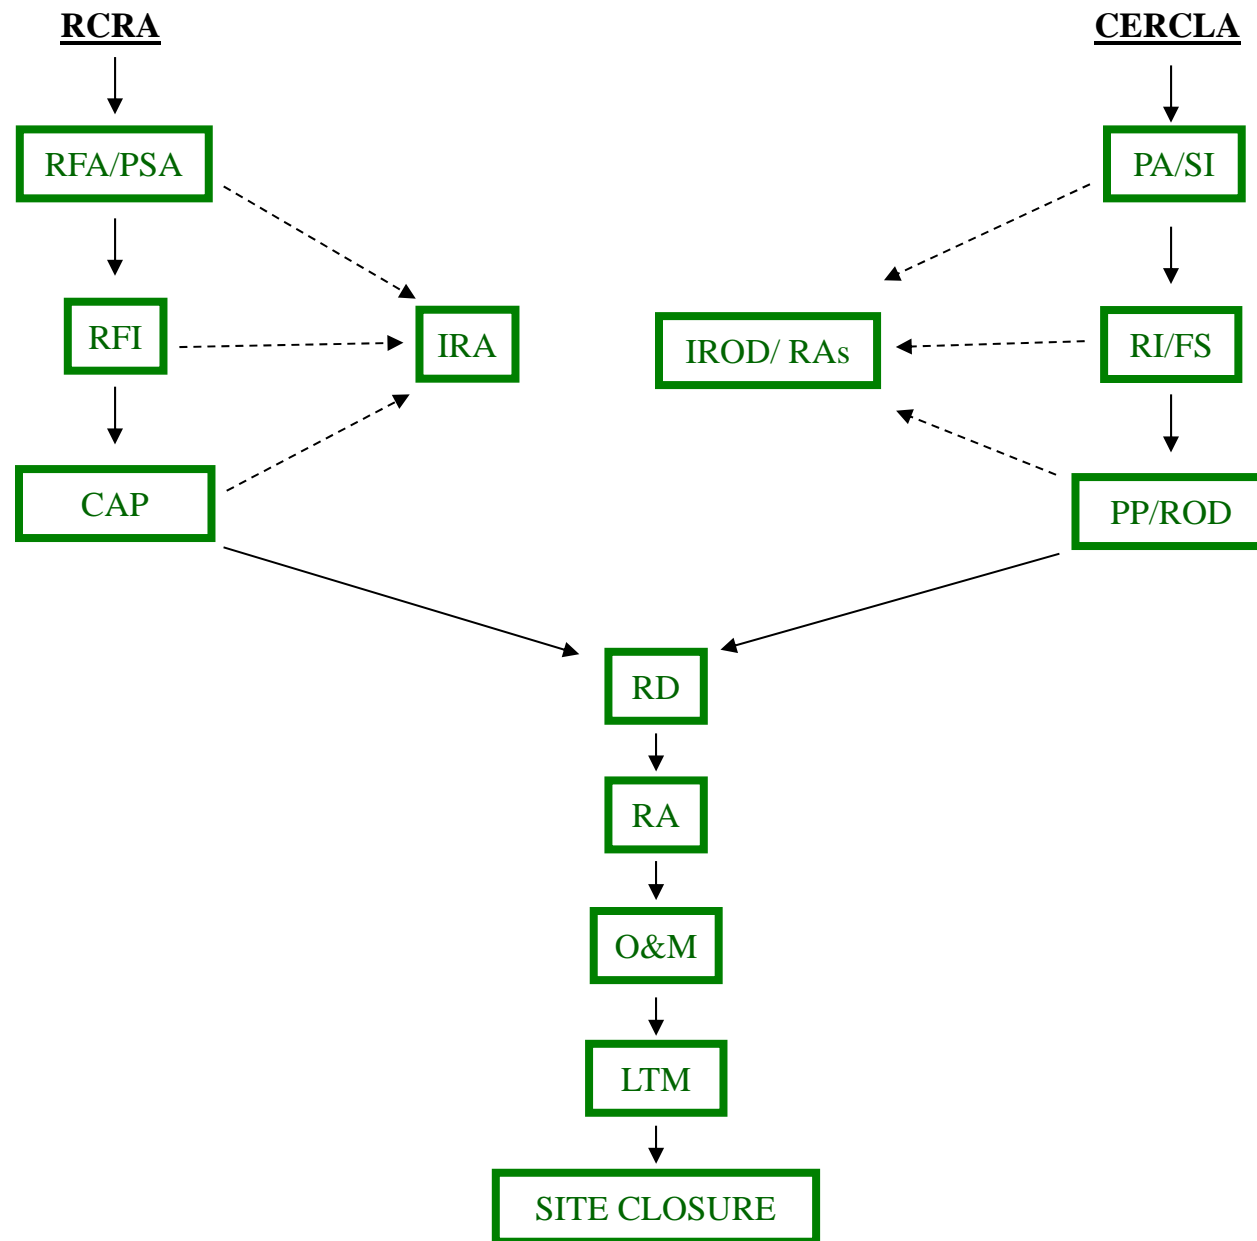 RCRA
CERCLA
RFA/PSA
PA/SI
RFI
IRA
IROD/ RAs
RI/FS
CAP
PP/ROD
RD
RA
O&M
LTM
SITE CLOSURE